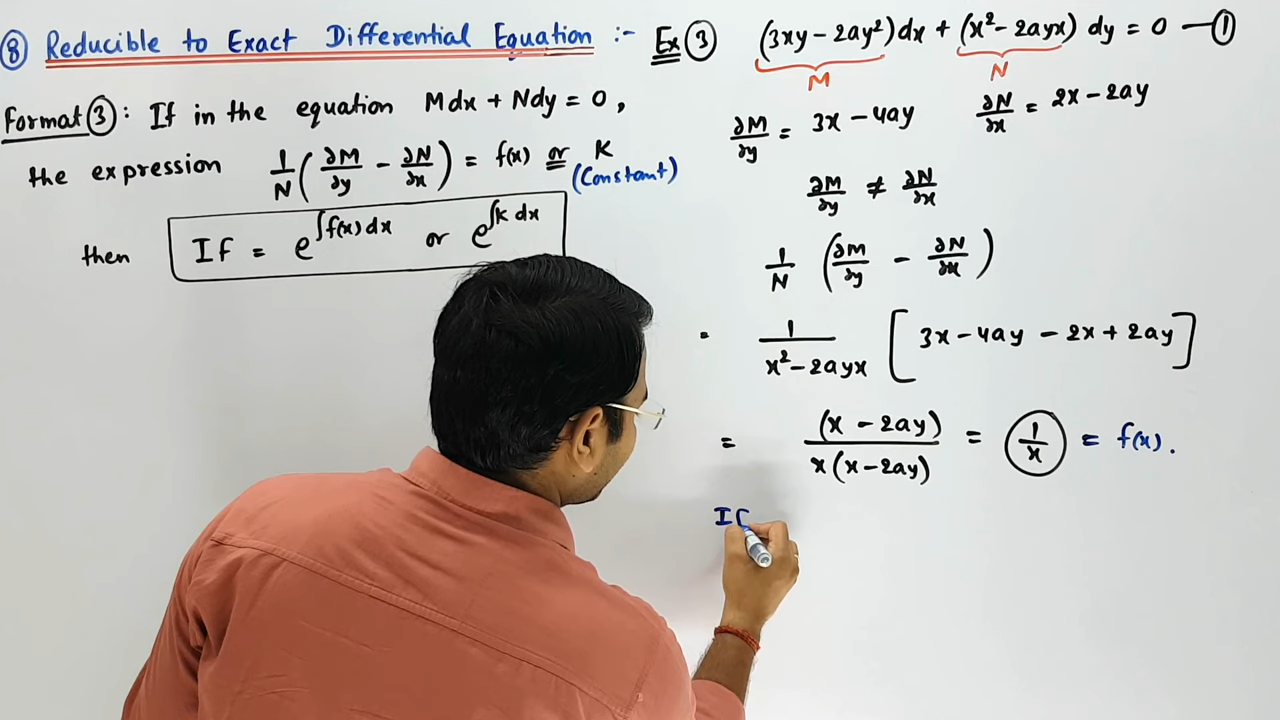 ⑧ Reducible to Exact Differential Equation :-
Format ③ : If in the equation Mdx + Ndy = 0 ,
the expression 1/N ( ∂M/∂y - ∂N/∂x ) = f(x) or K
(Constant)
then IF = e^∫f(x)dx or e^∫k dx
Ex ③ (3xy - 2ay²)dx + (x² - 2ayx) dy = 0 —①
M N
∂M/∂y = 3x - 4ay ∂N/∂x = 2x - 2ay
∂M/∂y ≠ ∂N/∂x
1/N ( ∂M/∂y - ∂N/∂x )
= 1/(x² - 2ayx) [ 3x - 4ay - 2x + 2ay ]
= (x - 2ay)/x(x - 2ay) = 1/x = f(x).
IF